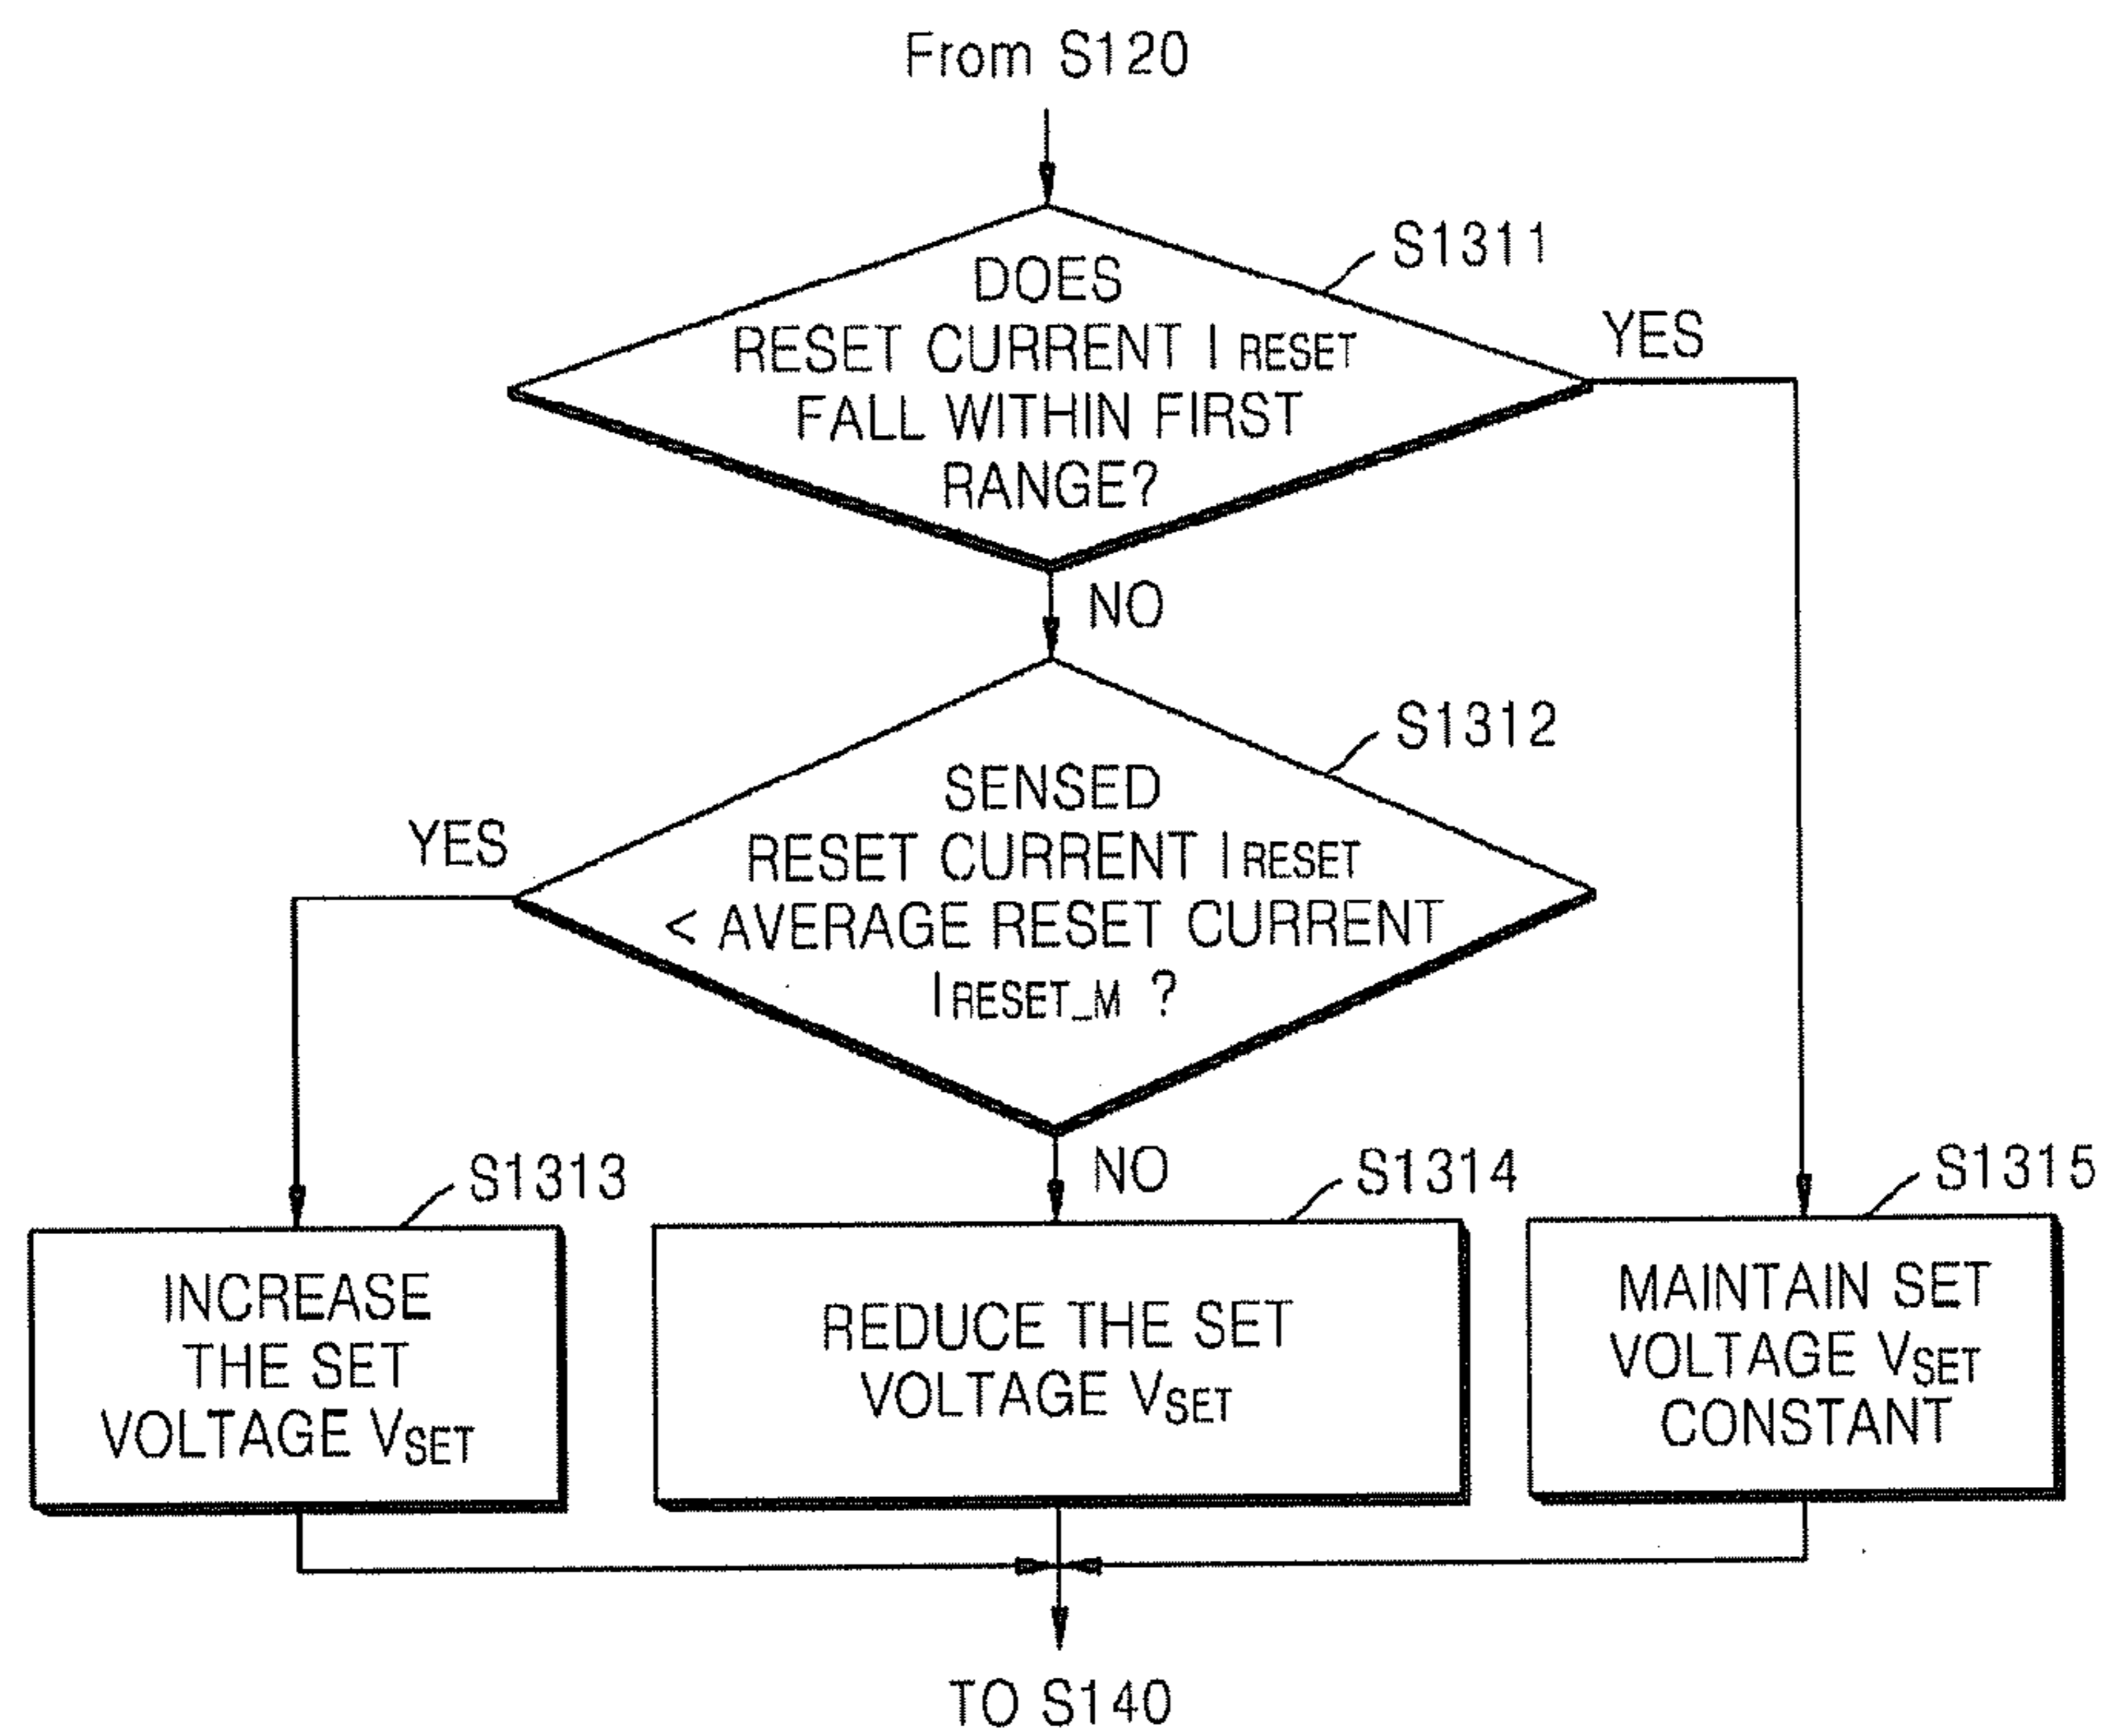 From S120
S1311
DOES
RESET CURRENT I RESET
FALL WITHIN FIRST
RANGE?
YES
NO
S1312
SENSED
RESET CURRENT I RESET
< AVERAGE RESET CURRENT
I RESET_M ?
YES
NO
S1313
INCREASE
THE SET
VOLTAGE VSET
S1314
REDUCE THE SET
VOLTAGE VSET
S1315
MAINTAIN SET
VOLTAGE VSET
CONSTANT
TO S140